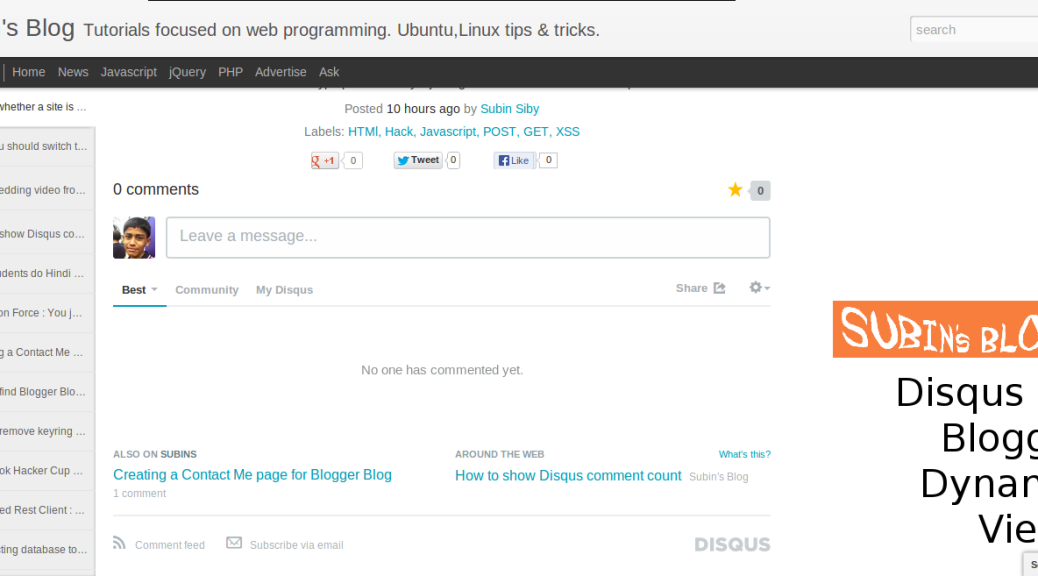 's Blog Tutorials focused on web programming. Ubuntu,Linux tips & tricks.
search
Home News Javascript jQuery PHP Advertise Ask
whether a site is ...
Posted 10 hours ago by Subin Siby
u should switch t...
Labels: HTMl, Hack, Javascript, POST, GET, XSS
+1 0 Tweet 0 Like 0
edding video fro...
0 comments
0
show Disqus co...
Leave a message...
udents do Hindi ...
Best Community My Disqus
Share
on Force : You j...
g a Contact Me ...
No one has commented yet.
find Blogger Blo...
remove keyring ...
ok Hacker Cup ...
ed Rest Client : ...
cting database to...
ALSO ON SUBINS
Creating a Contact Me page for Blogger Blog
1 comment
AROUND THE WEB
What's this?
How to show Disqus comment count Subin's Blog
Comment feed Subscribe via email
DISQUS
SUBIN's BLO
Disqus
Blogg
Dynan
Vie